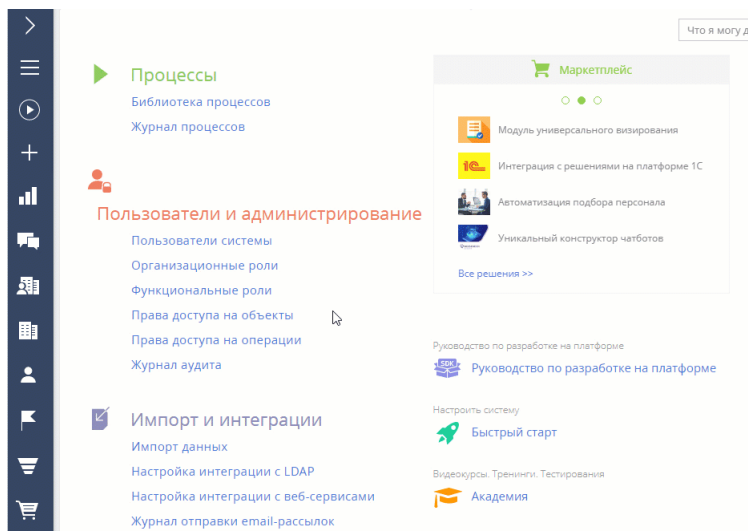 Что я могу д
Процессы
Библиотека процессов
Журнал процессов
Пользователи и администрирование
Пользователи системы
Организационные роли
Функциональные роли
Права доступа на объекты
Права доступа на операции
Журнал аудита
Импорт и интеграции
Импорт данных
Настройка интеграции с LDAP
Настройка интеграции с веб-сервисами
Журнал отправки email-рассылок
Маркетплейс
Модуль универсального визирования
1С
Интеграция с решениями на платформе 1С
Автоматизация подбора персонала
Уникальный конструктор чатботов
Все решения >>
Руководство по разработке на платформе
SDK
Руководство по разработке на платформе
Настроить систему
Быстрый старт
Видеокурсы. Тренинги. Тестирования
Академия